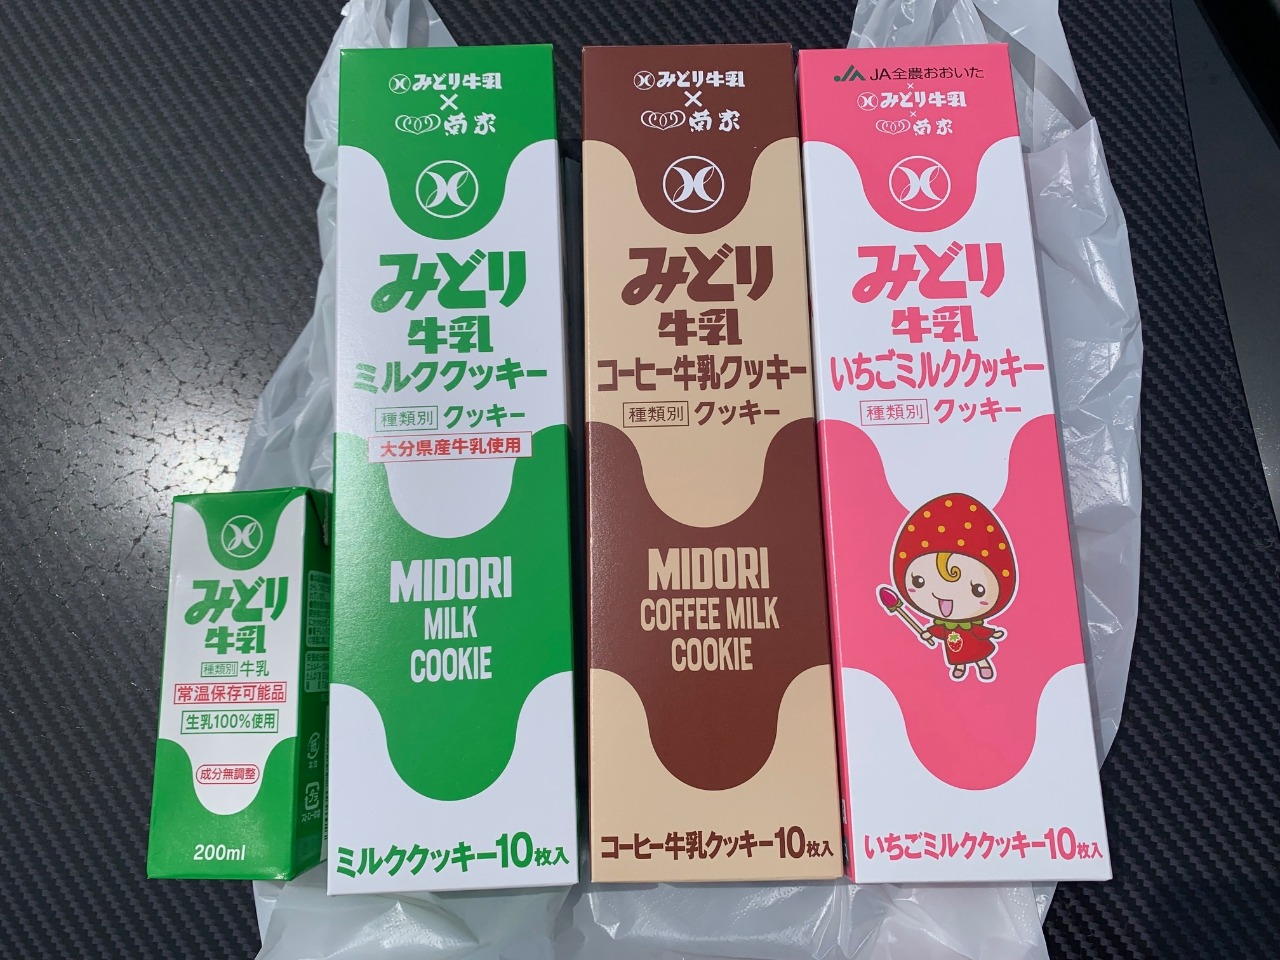 みどり牛乳
×
菊家
みどり
牛乳
ミルククッキー
種類別 クッキー
大分県産牛乳使用
MIDORI
MILK
COOKIE
ミルククッキー10枚入
みどり牛乳
×
菊家
みどり
牛乳
コーヒー牛乳クッキー
種類別 クッキー
MIDORI
COFFEE MILK
COOKIE
コーヒー牛乳クッキー10枚入
JA全農おおいた
×
みどり牛乳
×
菊家
みどり
牛乳
いちごミルククッキー
種類別 クッキー
いちごミルククッキー10枚入
みどり
牛乳
種類別 牛乳
常温保存可能品
生乳100%使用
成分無調整
200ml